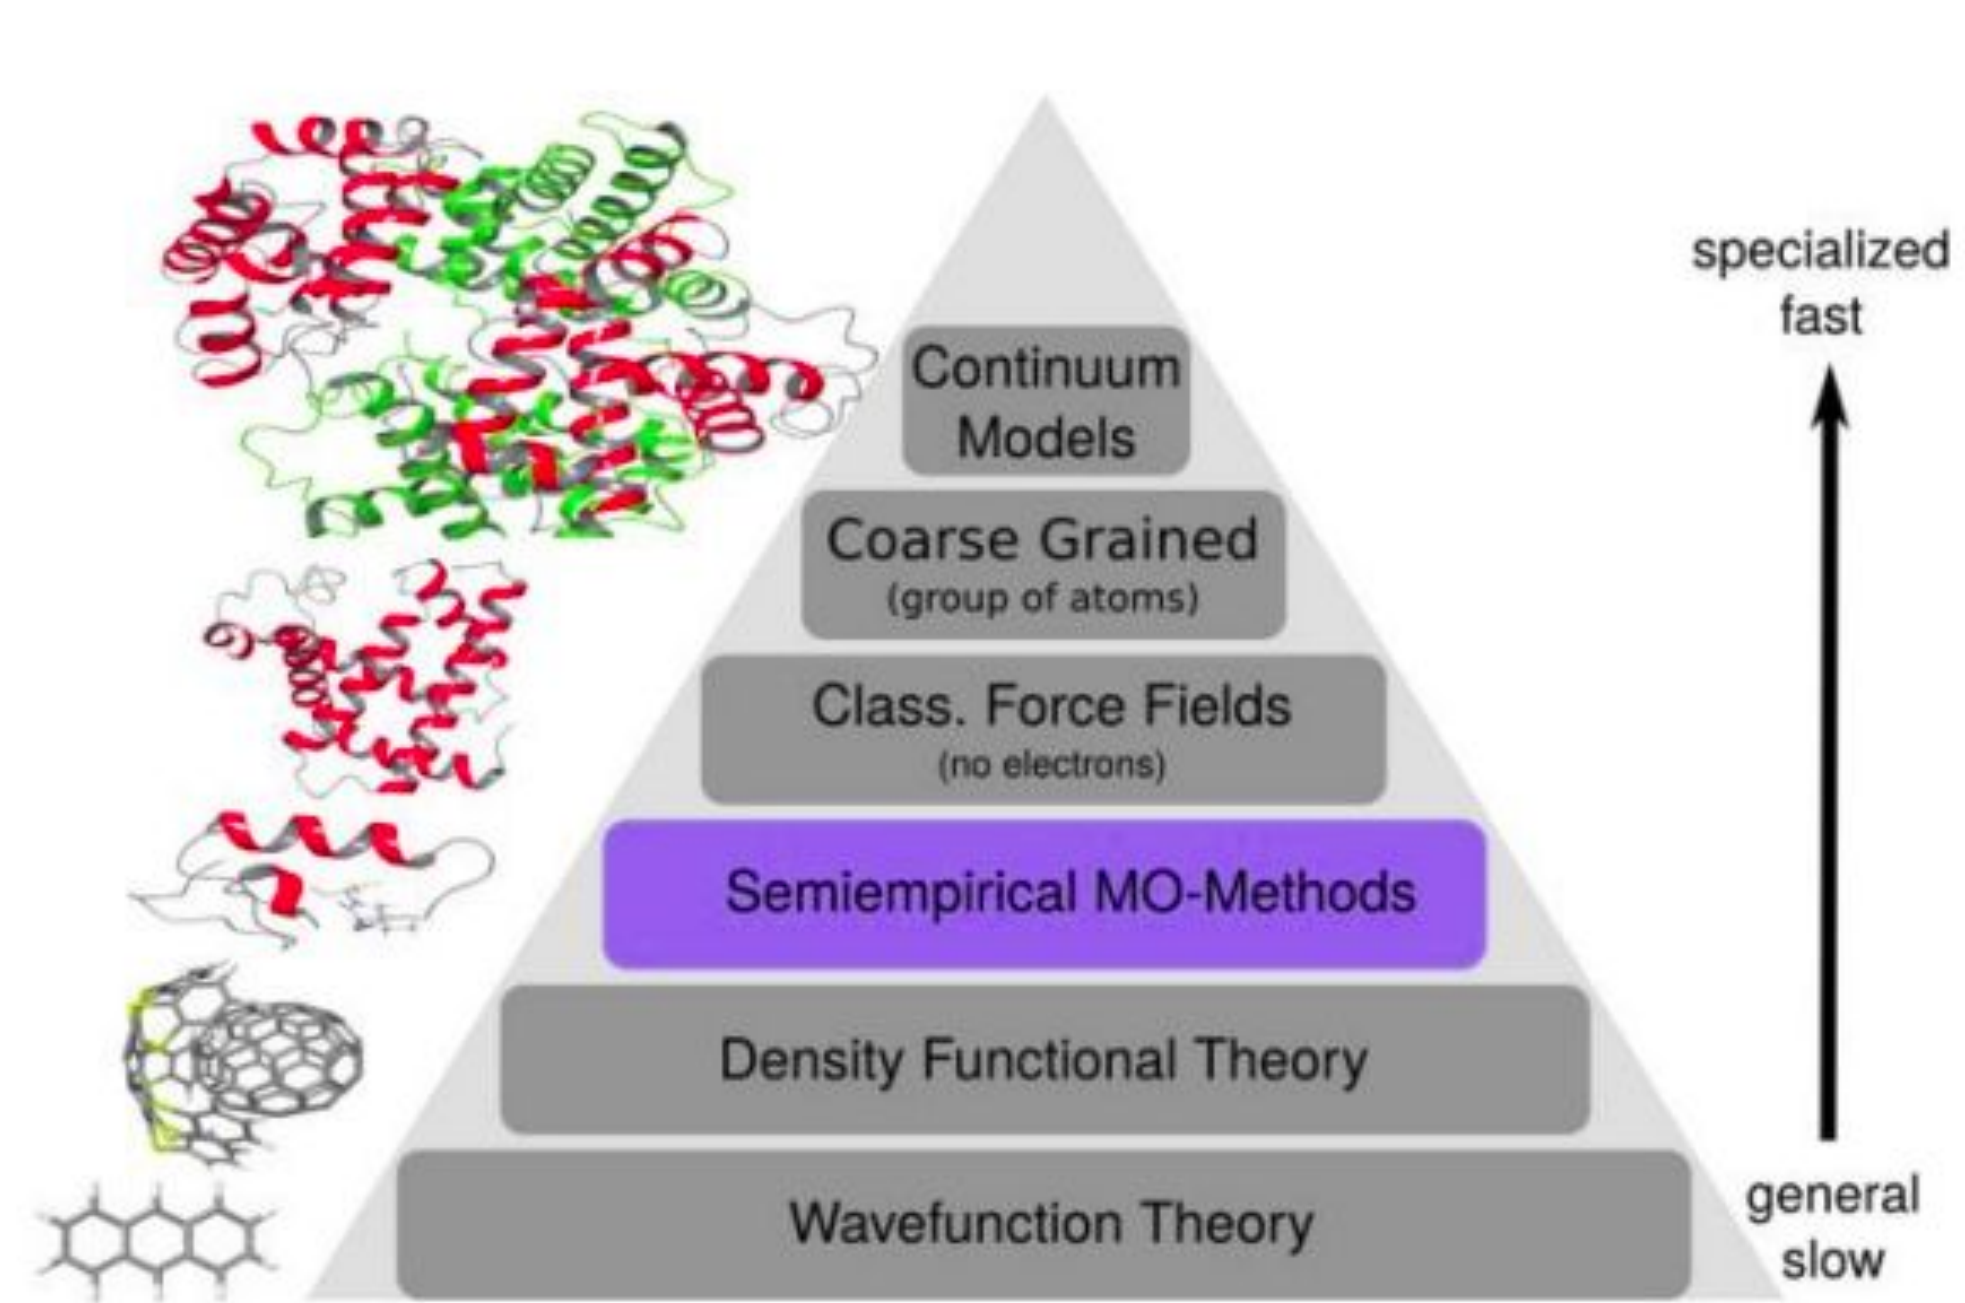 specialized
fast
Continuum
Models
Coarse Grained
(group of atoms)
Class. Force Fields
(no electrons)
Semiempirical MO-Methods
Density Functional Theory
Wavefunction Theory
general
slow